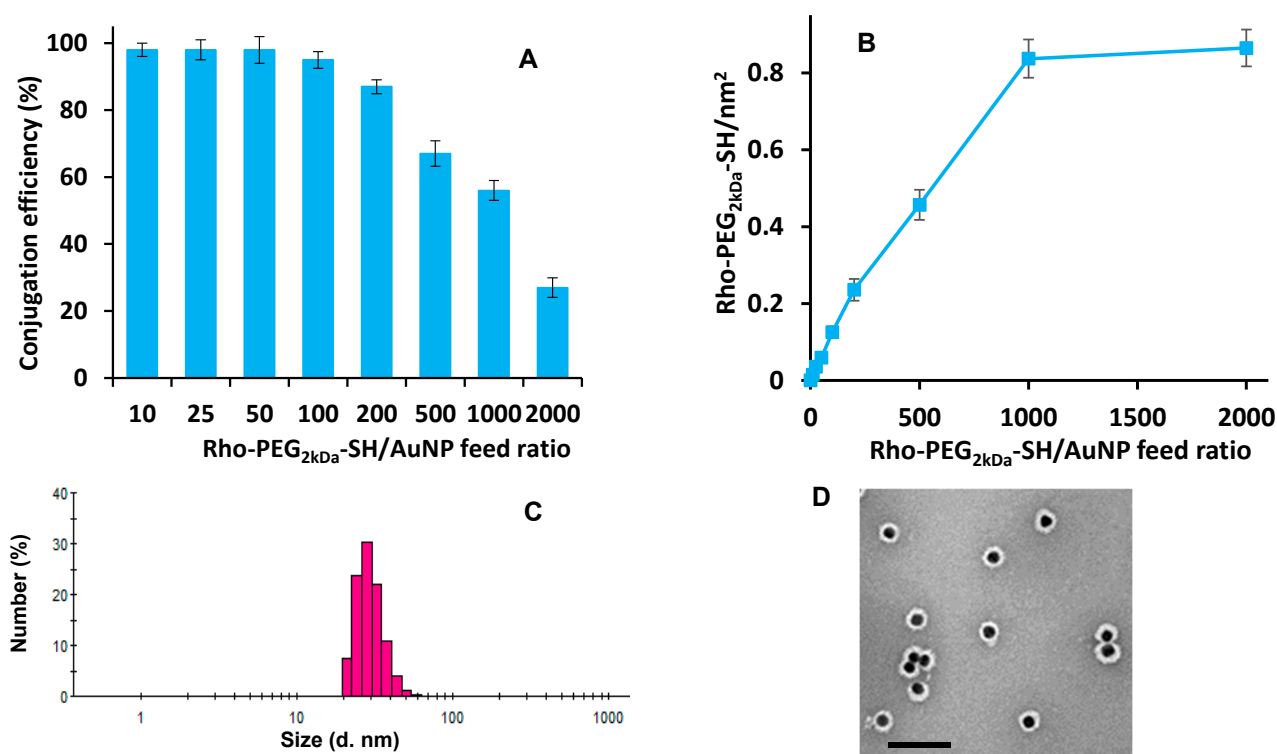 A
Conjugation efficiency (%)
100
80
60
40
20
0
10 25 50 100 200 500 1000 2000
Rho-PEG2kDa-SH/AuNP feed ratio
B
Rho-PEG2kDa-SH/nm2
0.8
0.6
0.4
0.2
0
0 500 1000 1500 2000
Rho-PEG2kDa-SH/AuNP feed ratio
C
Number (%)
40
30
20
10
0
1 10 100 1000
Size (d. nm)
D